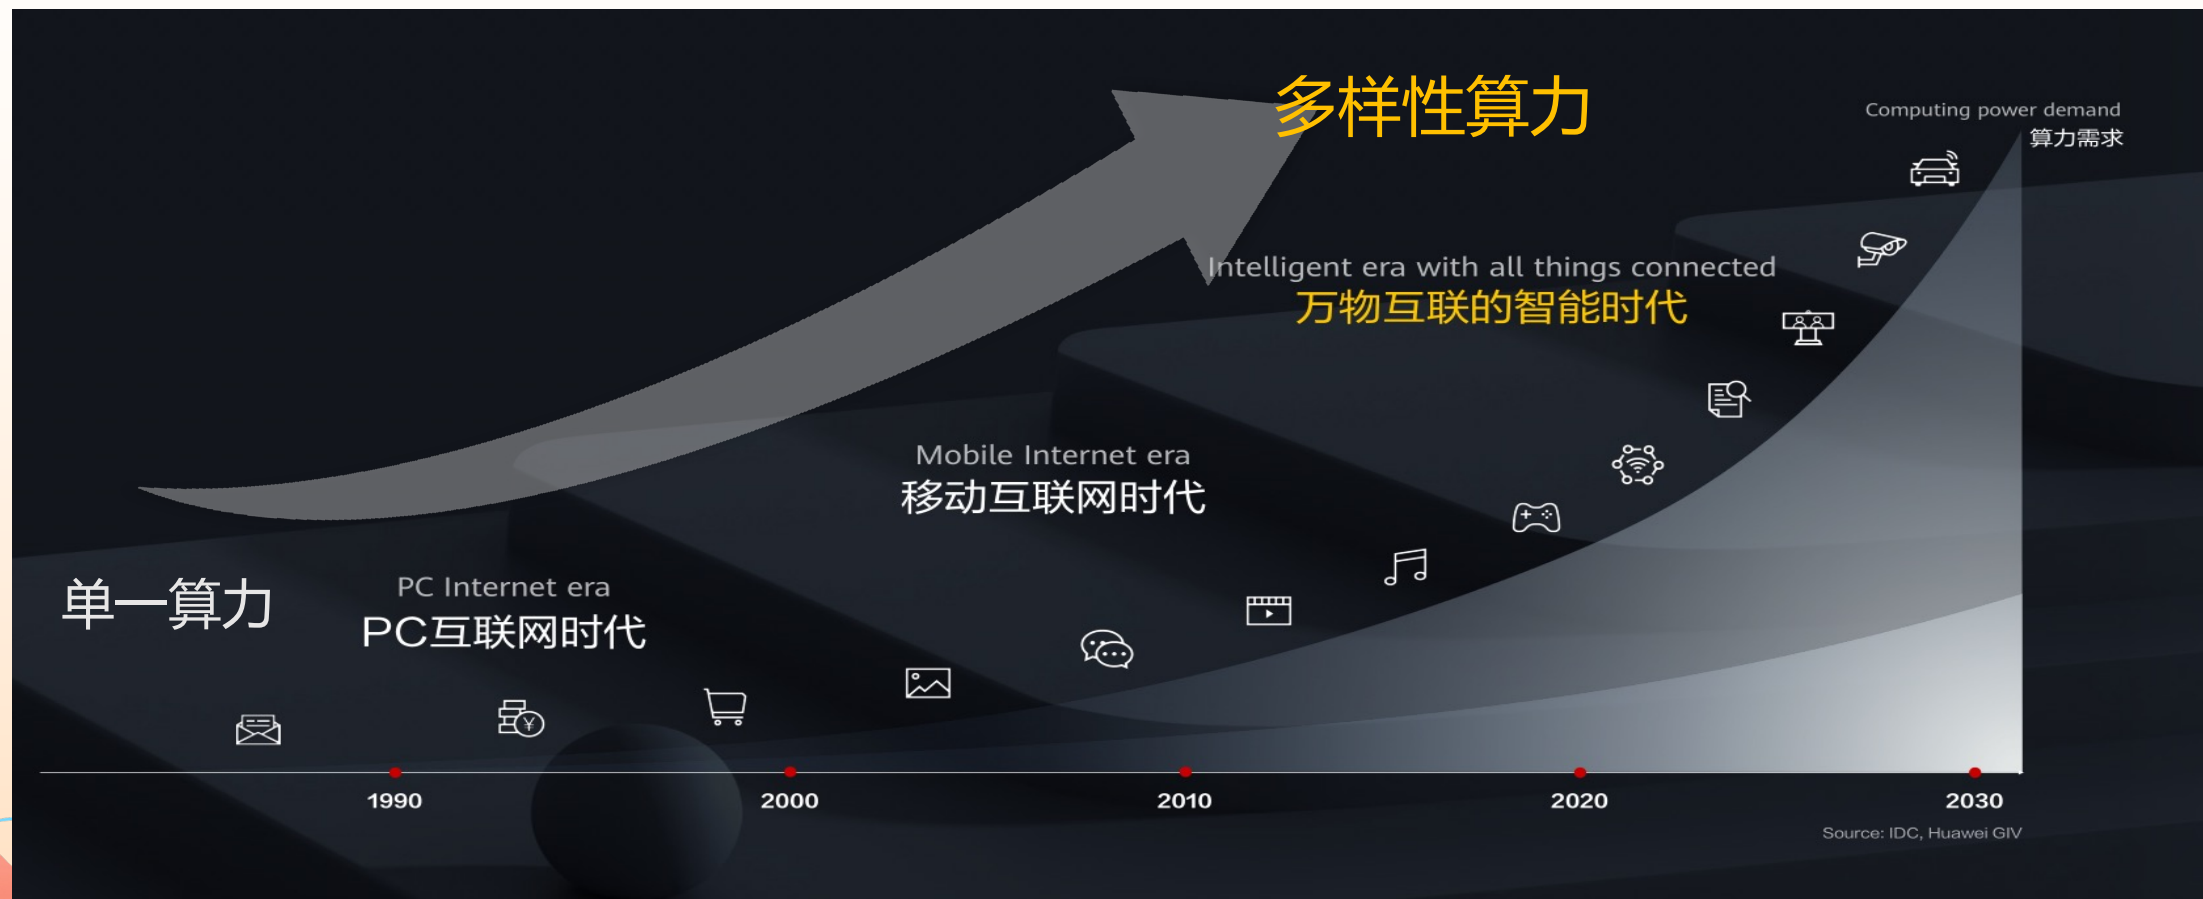 多样性算力
Computing power demand
算力需求
Intelligent era with all things connected
万物互联的智能时代
Mobile Internet era
移动互联网时代
单一算力
PC Internet era
PC互联网时代
¥
1990
2000
2010
2020
2030
Source: IDC, Huawei GIV